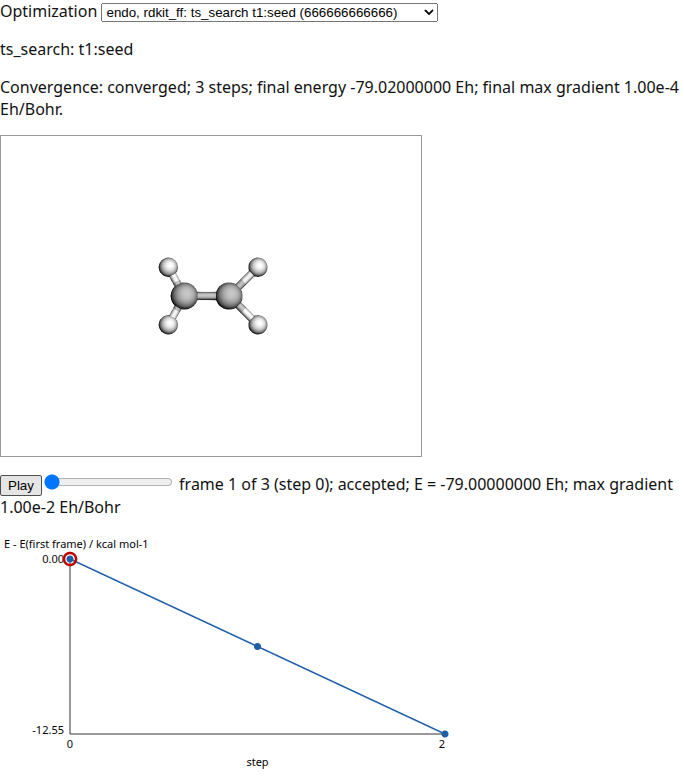 Optimization endo, rdkit_ff: ts_search t1:seed (666666666666)
ts_search: t1:seed
Convergence: converged; 3 steps; final energy -79.02000000 Eh; final max gradient 1.00e-4
Eh/Bohr.
Play frame 1 of 3 (step 0); accepted; E = -79.00000000 Eh; max gradient
1.00e-2 Eh/Bohr
E - E(first frame) / kcal mol-1
0.00
-12.55
0 2
step